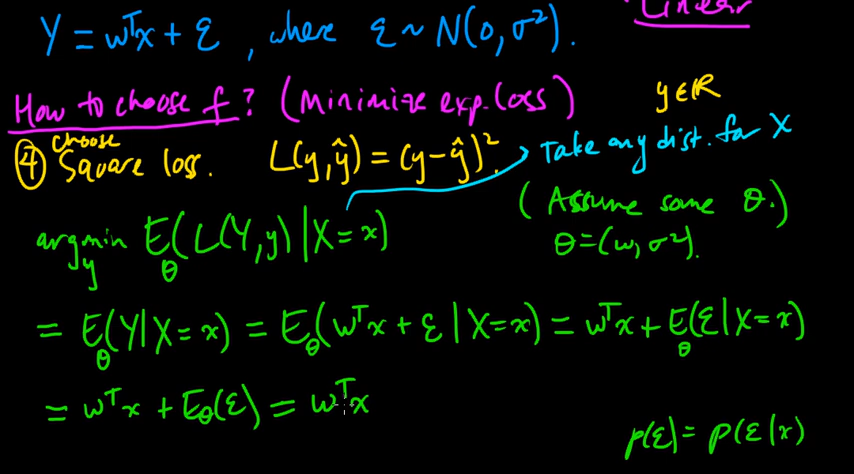 Linear
Y = wᵀx + ε, where ε ~ N(0, σ²).
How to choose f? (Minimize exp. loss)
y ∈ ℝ
④ choose Square loss. L(y, ŷ) = (y − ŷ)².
Take any dist. for X
(Assume some θ.)
θ = (w, σ²).
argmin_y E_θ(L(Y, y) | X = x)
= E_θ(Y | X = x) = E_θ(wᵀx + ε | X = x) = wᵀx + E_θ(ε | X = x)
= wᵀx + E_θ(ε) = wᵀx
p(ε) = p(ε | x)